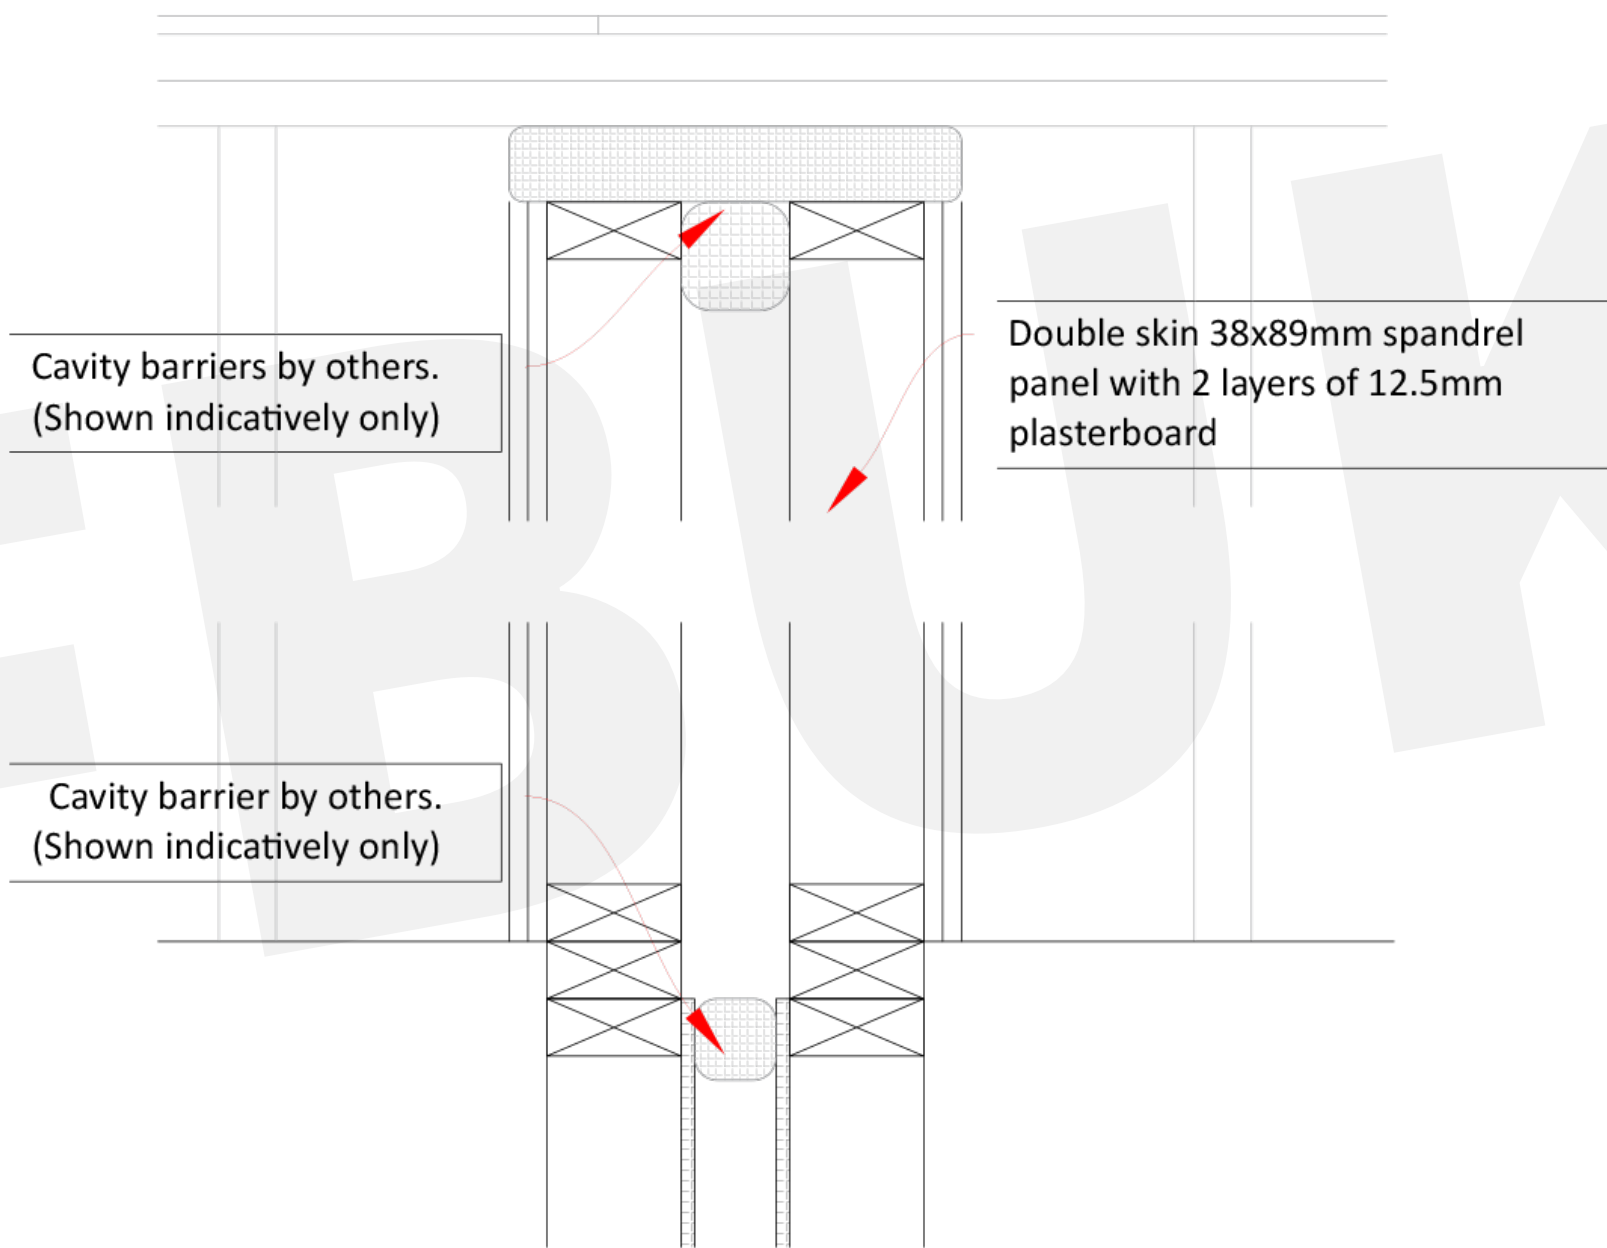 Cavity barriers by others.
(Shown indicatively only)
Double skin 38x89mm spandrel
panel with 2 layers of 12.5mm
plasterboard
Cavity barrier by others.
(Shown indicatively only)
EBUK